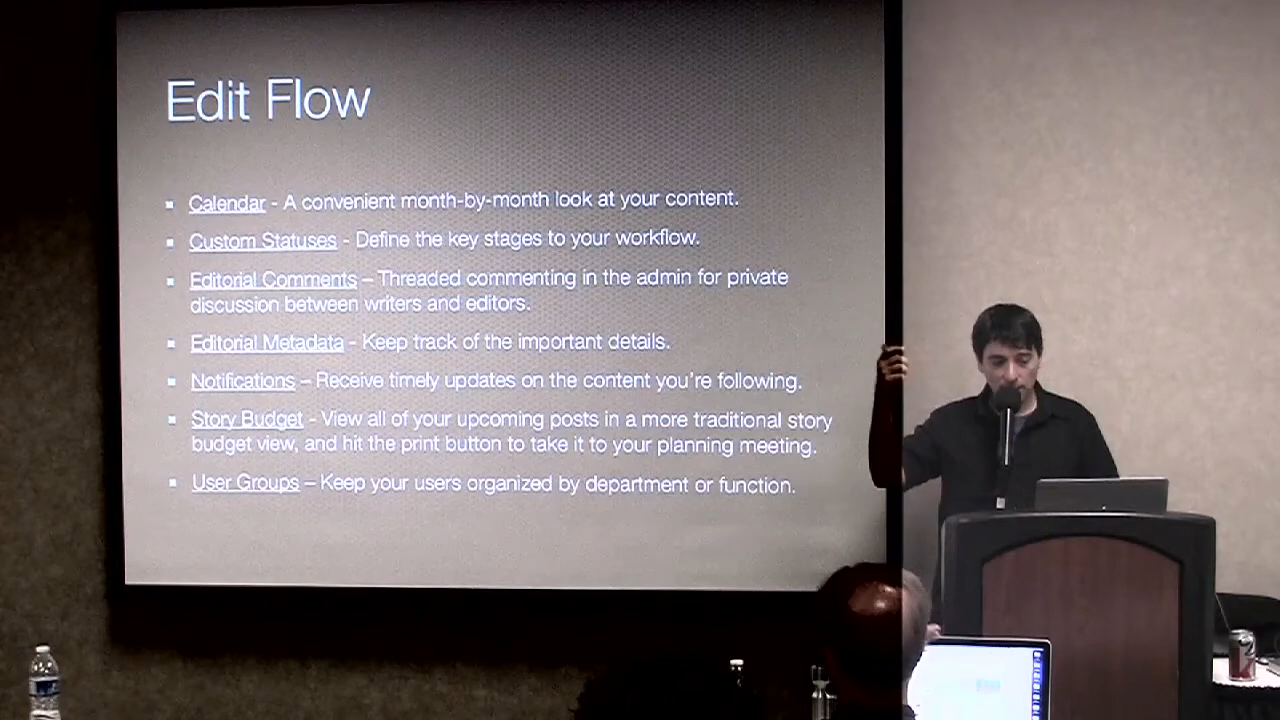 Edit Flow
▪ Calendar - A convenient month-by-month look at your content.
▪ Custom Statuses - Define the key stages to your workflow.
▪ Editorial Comments – Threaded commenting in the admin for private
discussion between writers and editors.
▪ Editorial Metadata - Keep track of the important details.
▪ Notifications – Receive timely updates on the content you're following.
▪ Story Budget - View all of your upcoming posts in a more traditional story
budget view, and hit the print button to take it to your planning meeting.
▪ User Groups – Keep your users organized by department or function.